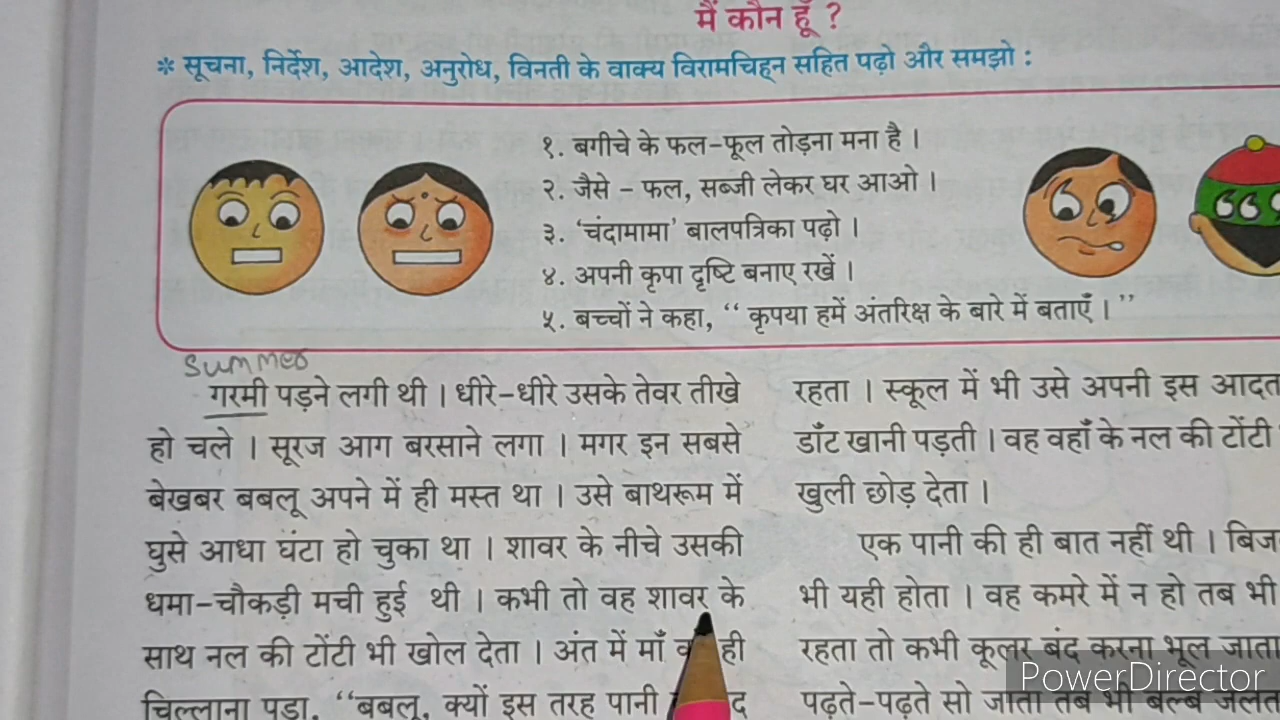 मैं कौन हूँ ?
* सूचना, निर्देश, आदेश, अनुरोध, विनती के वाक्य विरामचिह्न सहित पढ़ो और समझो :
१. बगीचे के फल-फूल तोड़ना मना है ।
२. जैसे - फल, सब्जी लेकर घर आओ ।
३. ‘चंदामामा’ बालपत्रिका पढ़ो ।
४. अपनी कृपा दृष्टि बनाए रखें ।
५. बच्चों ने कहा, “ कृपया हमें अंतरिक्ष के बारे में बताएँ । ”
summer
गरमी पड़ने लगी थी । धीरे-धीरे उसके तेवर तीखे
हो चले । सूरज आग बरसाने लगा । मगर इन सबसे
बेखबर बबलू अपने में ही मस्त था । उसे बाथरूम में
घुसे आधा घंटा हो चुका था । शावर के नीचे उसकी
धमा-चौकड़ी मची हुई थी । कभी तो वह शावर के
साथ नल की टोंटी भी खोल देता । अंत में माँ ही
चिल्लाना पड़ा, “बबलू, क्यों इस तरह पानी
रहता । स्कूल में भी उसे अपनी इस आदत
डाँट खानी पड़ती । वह वहाँ के नल की टोंटी
खुली छोड़ देता ।
एक पानी की ही बात नहीं थी ।
भी यही होता । वह कमरे में न हो तब भी
रहता तो कभी कूलर बंद करना भूल जाता
पढ़ते-पढ़ते सो जाता तब भी बल्ब
PowerDirector